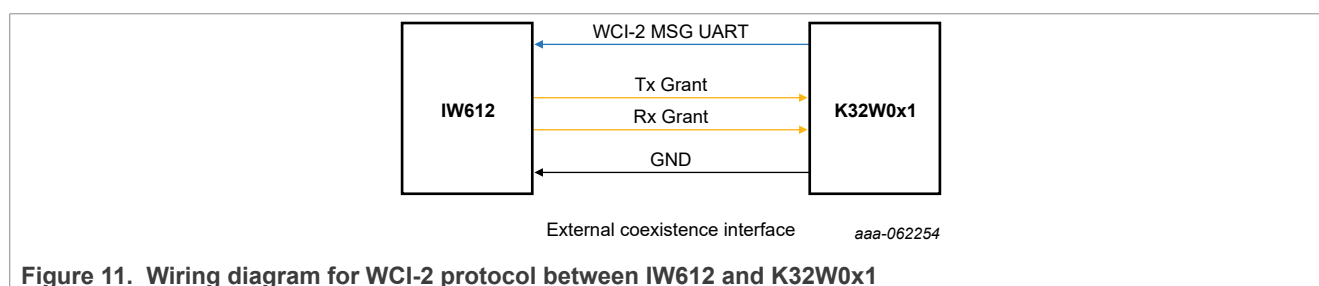 WCI-2 MSG UART
Tx Grant
IW612
K32W0x1
Rx Grant
GND
External coexistence interface
aaa-062254
Figure 11. Wiring diagram for WCI-2 protocol between IW612 and K32W0x1